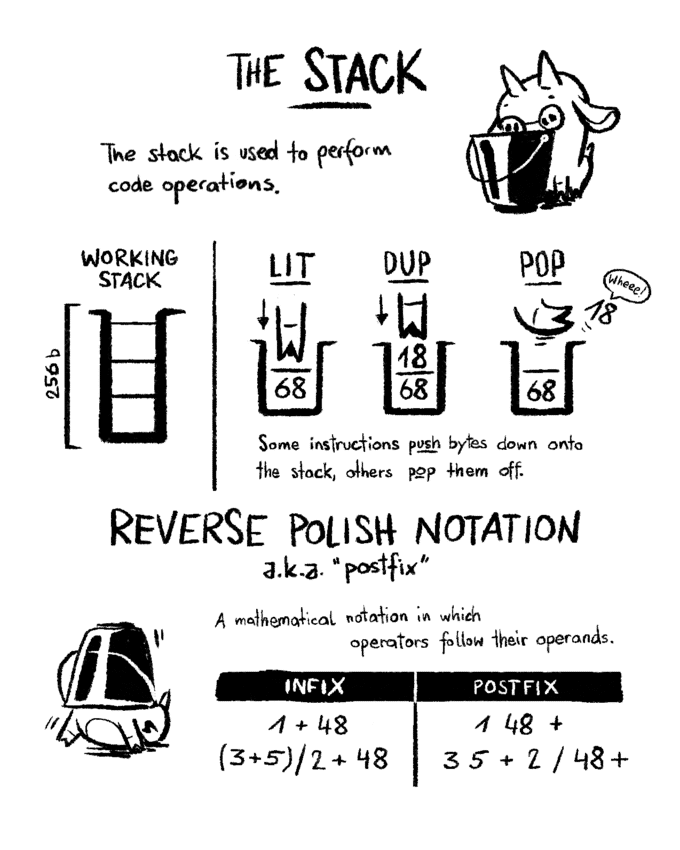 THE STACK
The stack is used to perform
code operations.
WORKING
STACK
256b
LIT
68
DUP
18
68
POP
Wheee!
18
68
Some instructions push bytes down onto
the stack, others pop them off.
REVERSE POLISH NOTATION
a.k.a. "postfix"
A mathematical notation in which
operators follow their operands.
INFIX POSTFIX
1 + 48 1 48 +
(3+5)/2 + 48 3 5 + 2 / 48 +